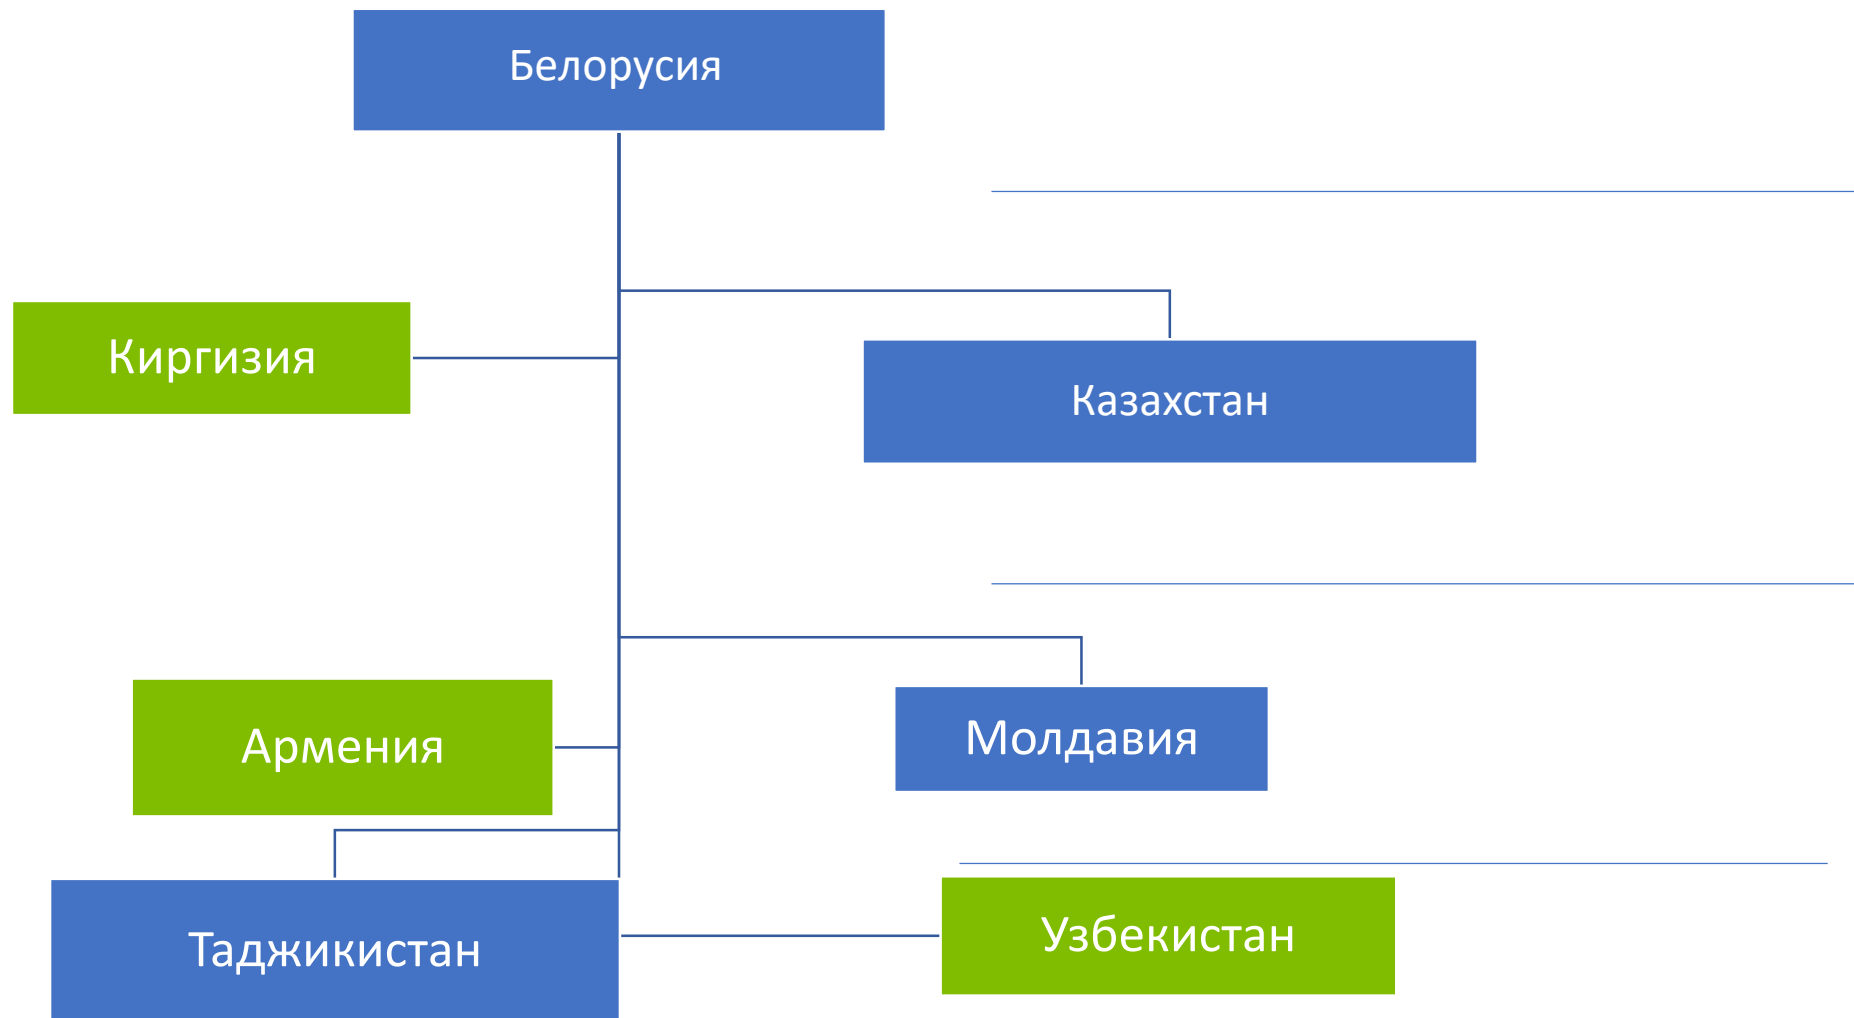 Белорусия
Киргизия
Казахстан
Армения
Молдавия
Таджикистан
Узбекистан